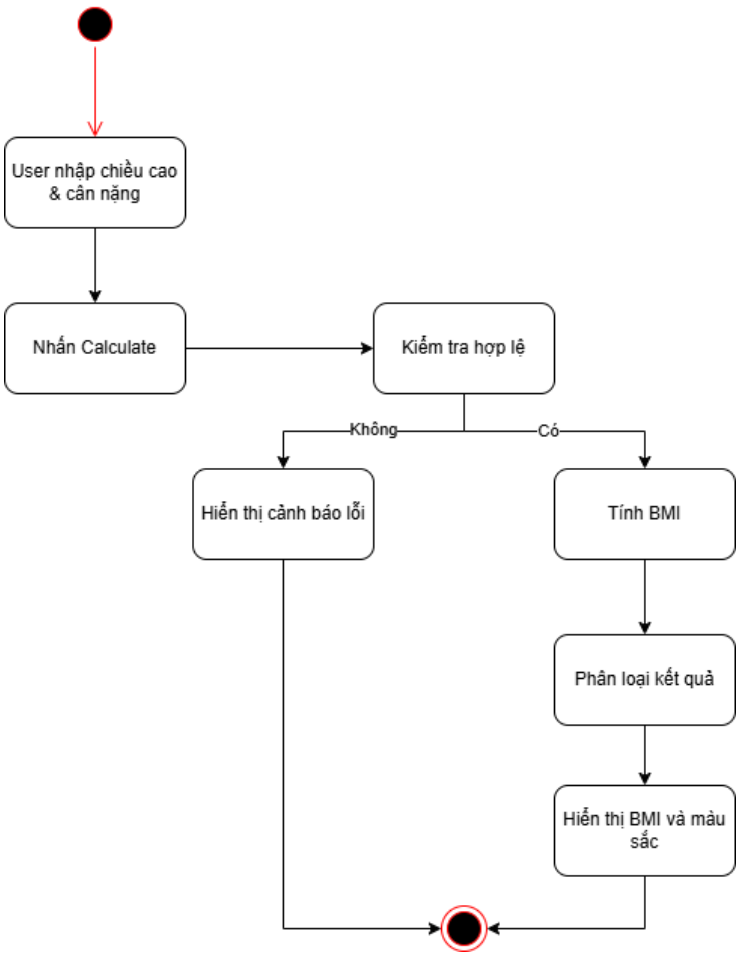 User nhập chiều cao
& cân nặng
Nhấn Calculate
Kiểm tra hợp lệ
Không
Có
Hiển thị cảnh báo lỗi
Tính BMI
Phân loại kết quả
Hiển thị BMI và màu
sắc